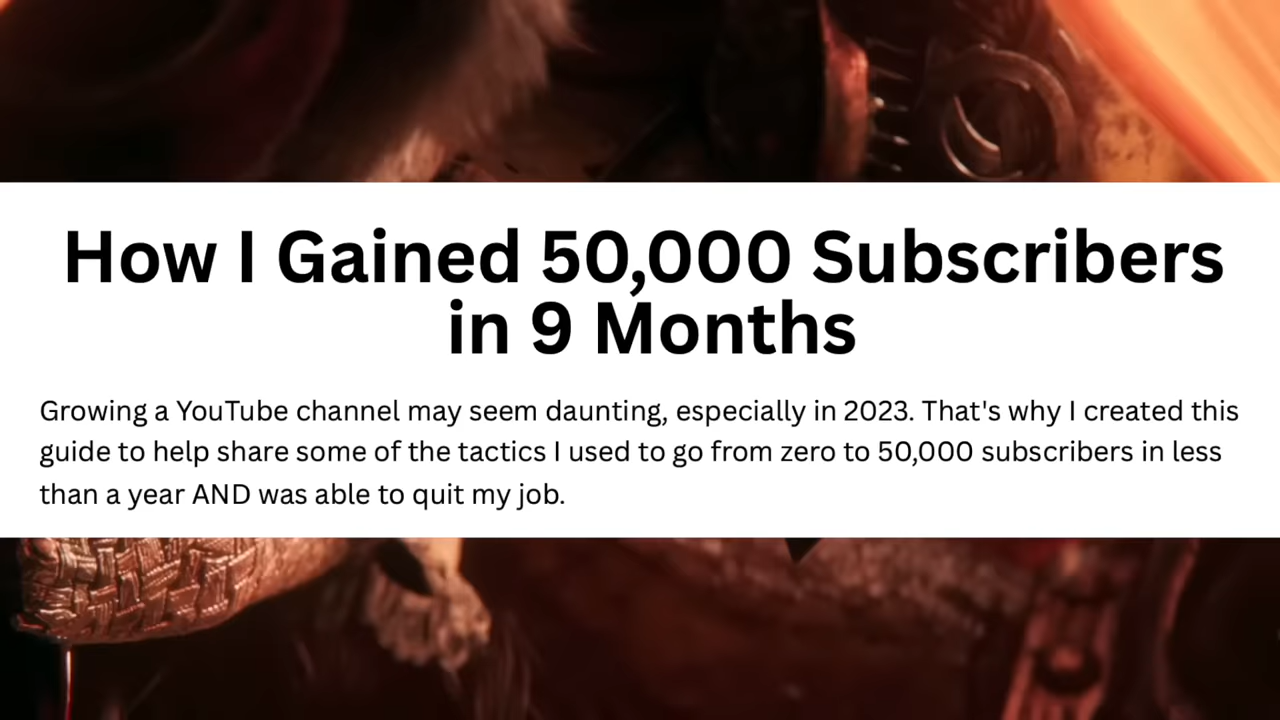 How I Gained 50,000 Subscribers
in 9 Months
Growing a YouTube channel may seem daunting, especially in 2023. That's why I created this
guide to help share some of the tactics I used to go from zero to 50,000 subscribers in less
than a year AND was able to quit my job.